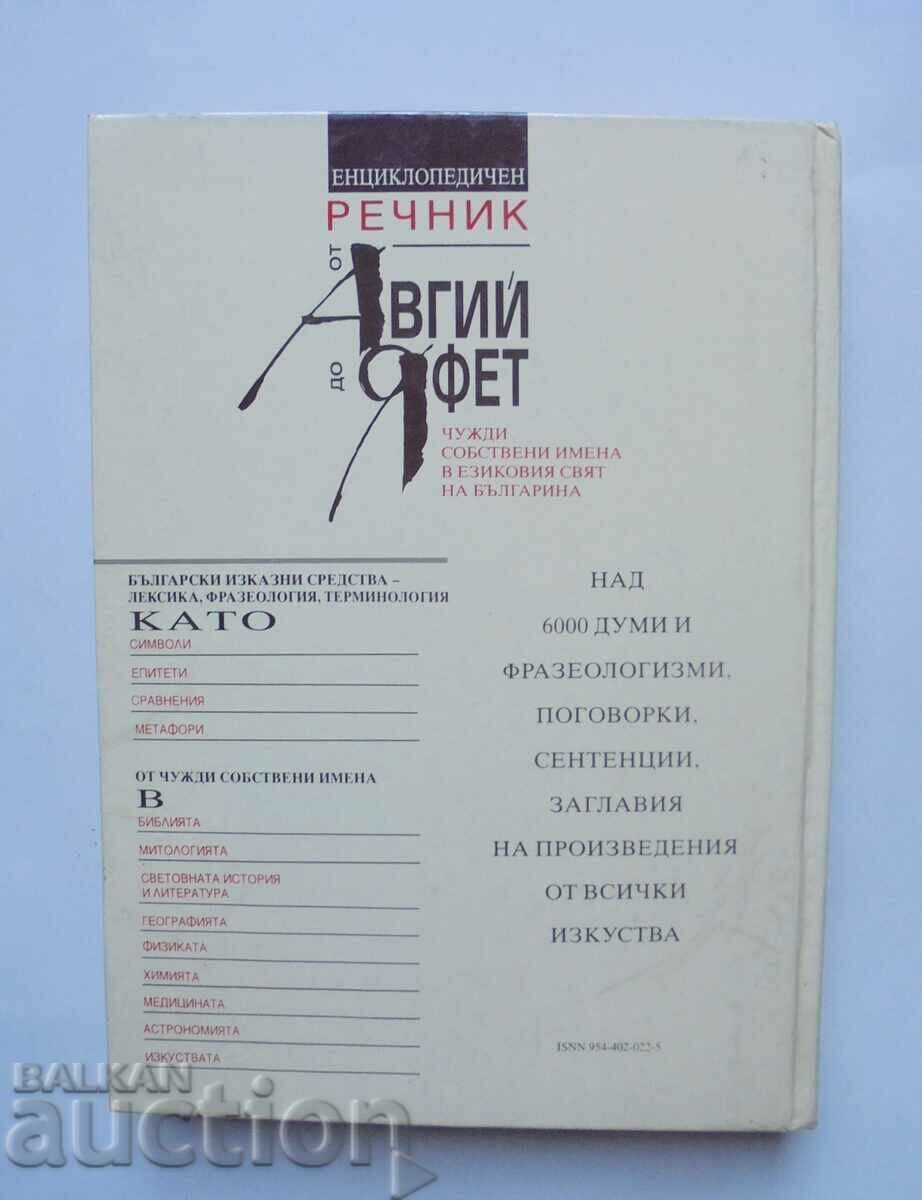 ЕНЦИКЛОПЕДИЧЕН
РЕЧНИК
ОТ
АВГИЙ
ДО
ЯФЕТ
ЧУЖДИ
СОБСТВЕНИ ИМЕНА
В ЕЗИКОВИЯ СВЯТ
НА БЪЛГАРИНА
БЪЛГАРСКИ ИЗКАЗНИ СРЕДСТВА –
ЛЕКСИКА, ФРАЗЕОЛОГИЯ, ТЕРМИНОЛОГИЯ
КАТО
СИМВОЛИ
ЕПИТЕТИ
СРАВНЕНИЯ
МЕТАФОРИ
ОТ ЧУЖДИ СОБСТВЕНИ ИМЕНА
В
БИБЛИЯТА
МИТОЛОГИЯТА
СВЕТОВНАТА ИСТОРИЯ
И ЛИТЕРАТУРА
ГЕОГРАФИЯТА
ФИЗИКАТА
ХИМИЯТА
МЕДИЦИНАТА
АСТРОНОМИЯТА
ИЗКУСТВАТА
НАД
6000 ДУМИ И
ФРАЗЕОЛОГИЗМИ,
ПОГОВОРКИ,
СЕНТЕНЦИИ,
ЗАГЛАВИЯ
НА ПРОИЗВЕДЕНИЯ
ОТ ВСИЧКИ
ИЗКУСТВА
ISNN 954-402-022-5
BALKAN
auction